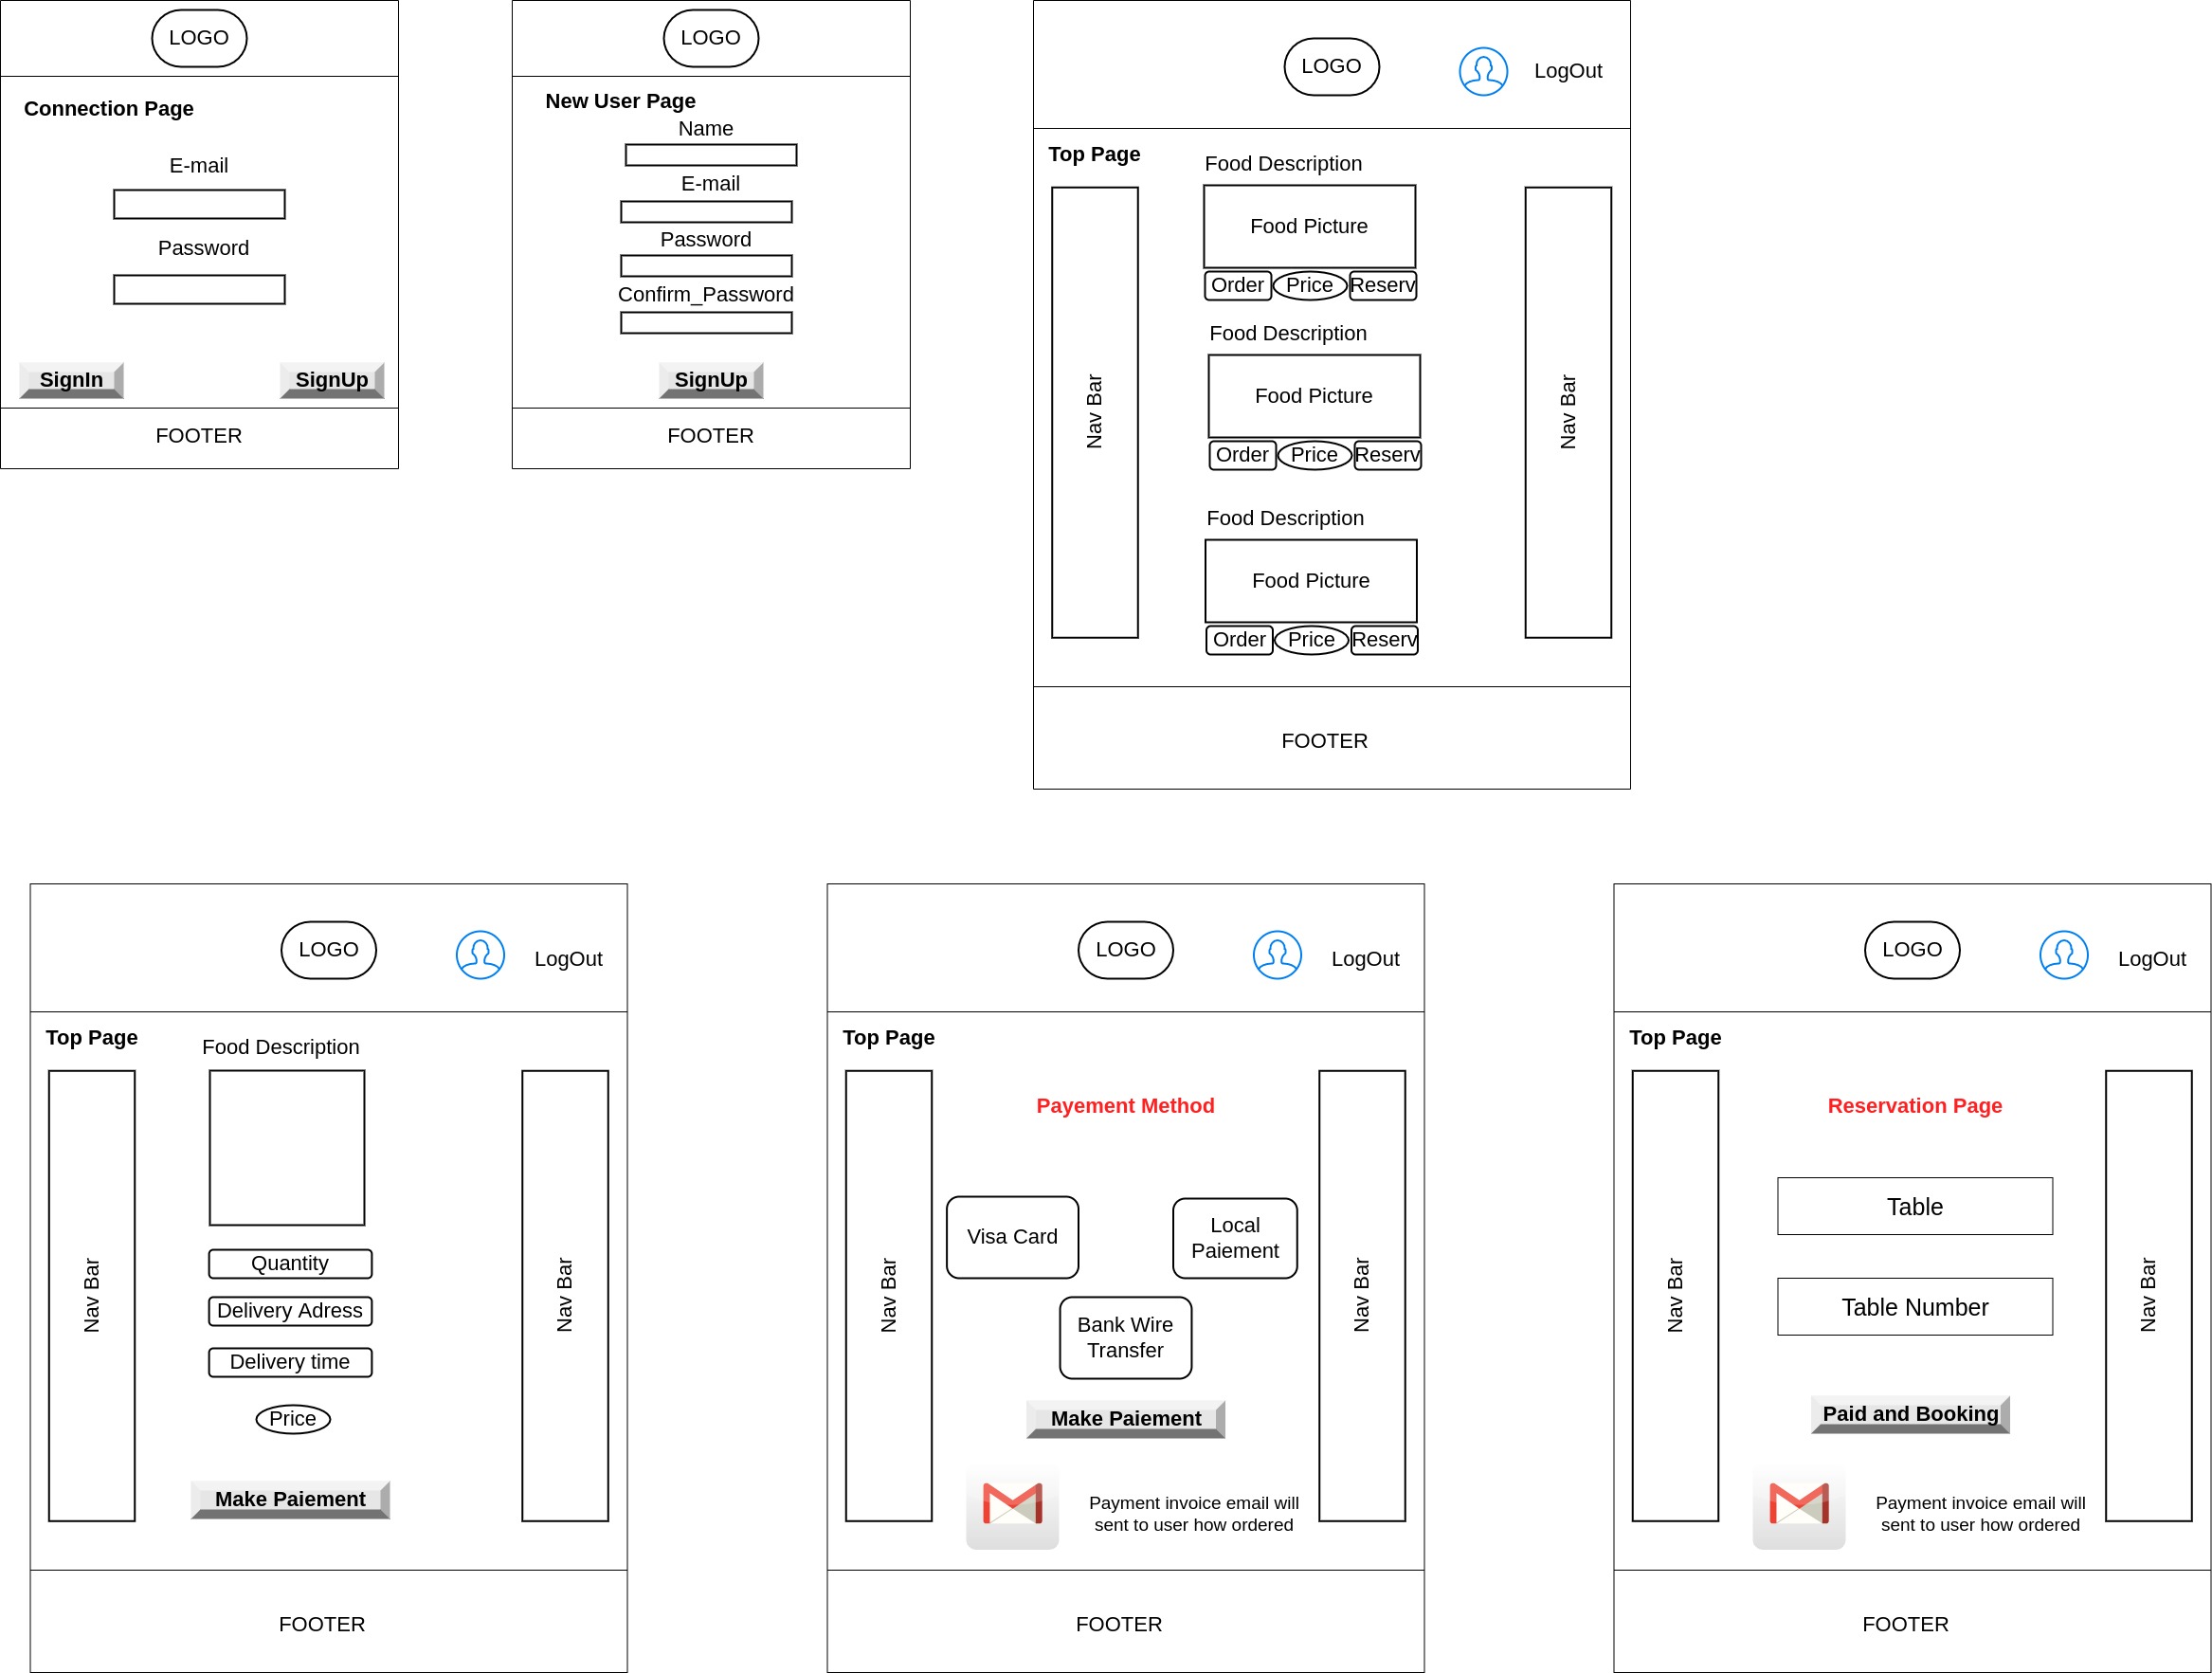 LOGO
Connection Page
E-mail
Password
SignIn
SignUp
FOOTER
LOGO
New User Page
Name
E-mail
Password
Confirm_Password
SignUp
FOOTER
LOGO
LogOut
Top Page
Nav Bar
Food Description
Food Picture
Order
Price
Reserv
Food Description
Food Picture
Order
Price
Reserv
Food Description
Food Picture
Order
Price
Reserv
Nav Bar
FOOTER
LOGO
LogOut
Top Page
Nav Bar
Food Description
Quantity
Delivery Adress
Delivery time
Price
Make Paiement
Nav Bar
FOOTER
LOGO
LogOut
Top Page
Nav Bar
Payement Method
Visa Card
Local
Paiement
Bank Wire
Transfer
Make Paiement
Payment invoice email will
sent to user how ordered
Nav Bar
FOOTER
LOGO
LogOut
Top Page
Nav Bar
Reservation Page
Table
Table Number
Paid and Booking
Payment invoice email will
sent to user how ordered
Nav Bar
FOOTER